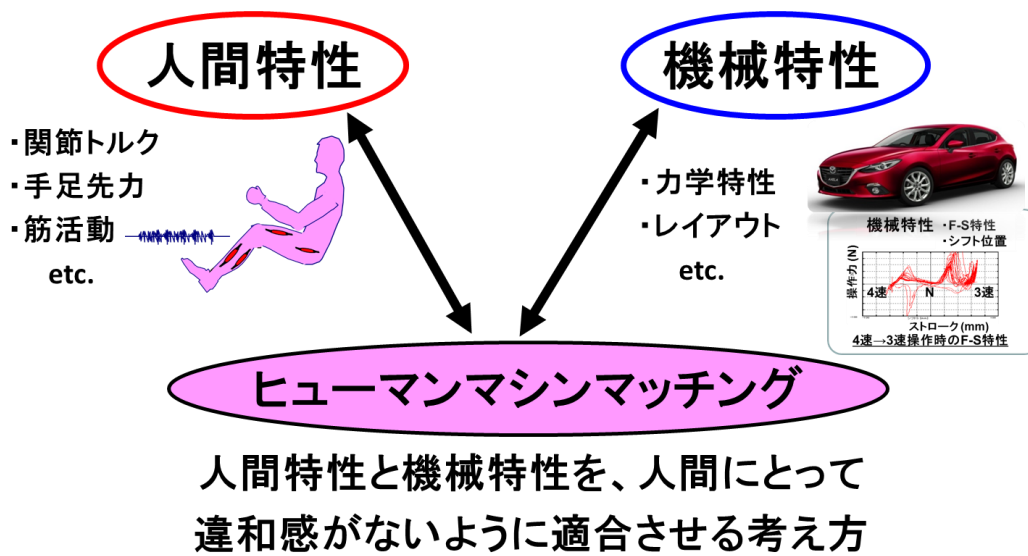 人間特性
機械特性
・関節トルク
・手足先力
・筋活動
etc.
・力学特性
・レイアウト
etc.
機械特性 ・F-S特性
・シフト位置
操作力 (N)
4速 N 3速
ストローク (mm)
4速→3速操作時のF-S特性
ヒューマンマシンマッチング
人間特性と機械特性を、人間にとって
違和感がないように適合させる考え方